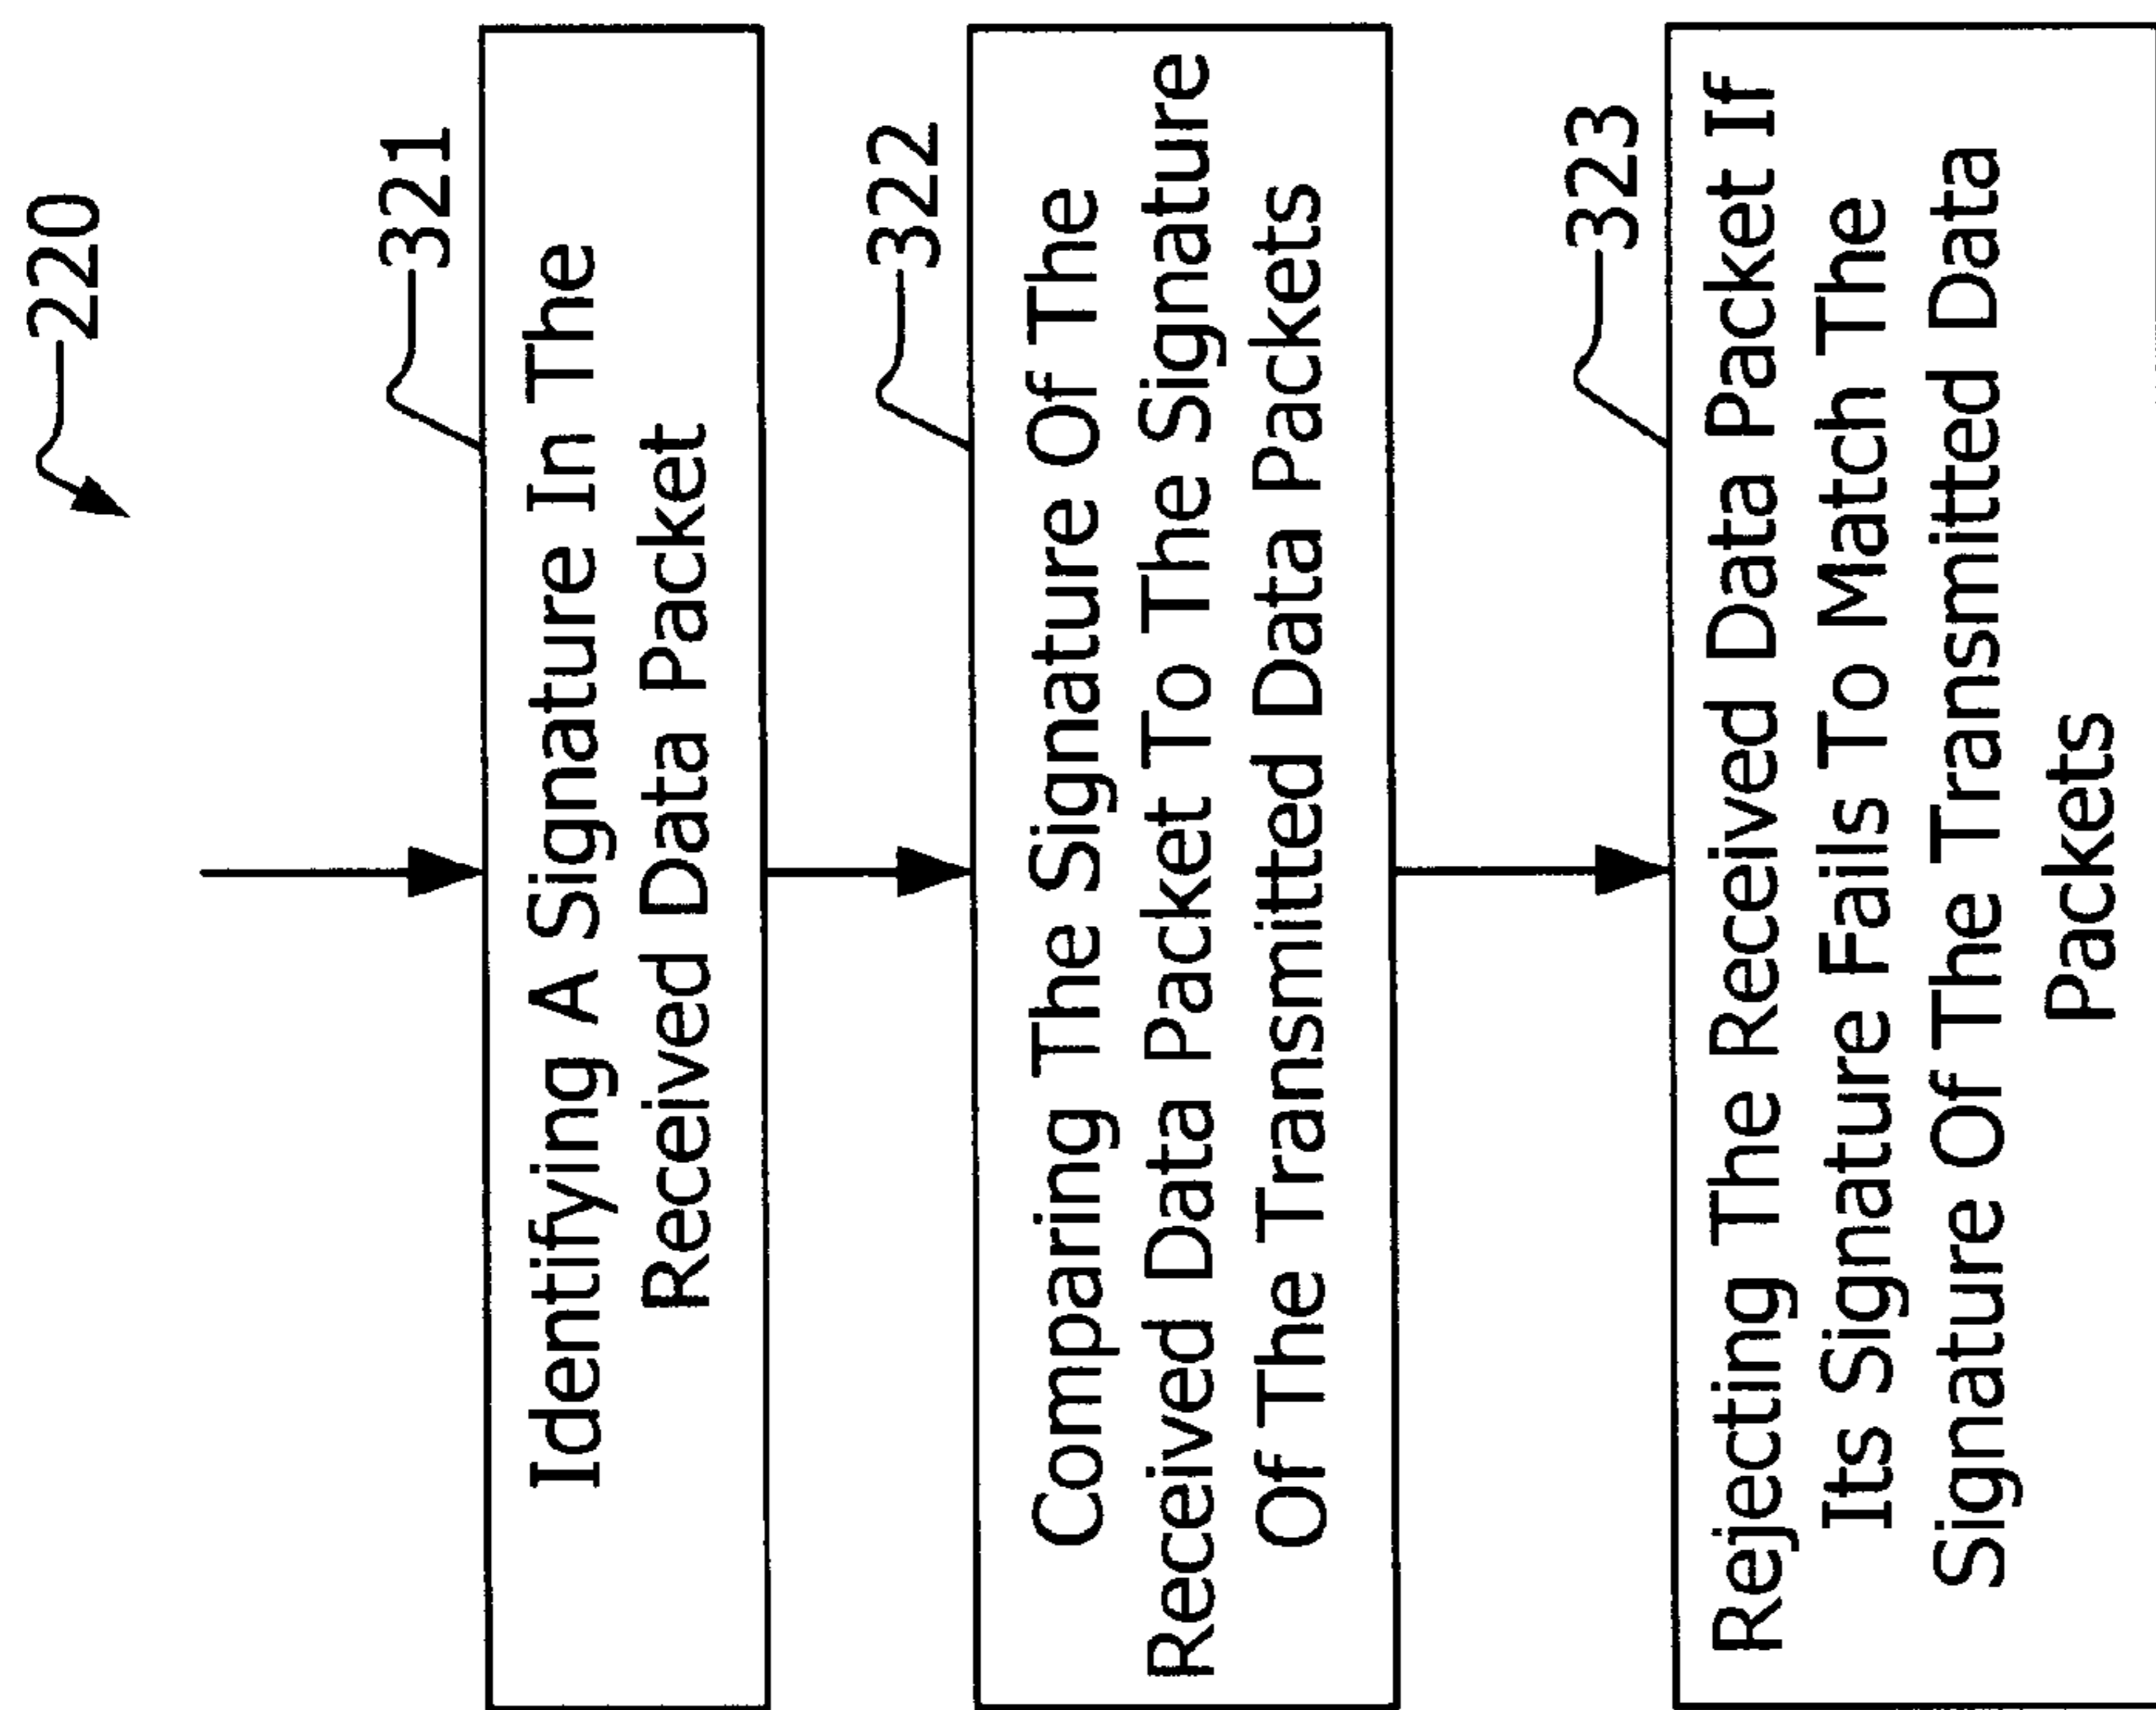 220
321
Identifying A Signature In The
Received Data Packet
322
Comparing The Signature Of The
Received Data Packet To The Signature
Of The Transmitted Data Packets
323
Rejecting The Received Data Packet If
Its Signature Fails To Match The
Signature Of The Transmitted Data
Packets